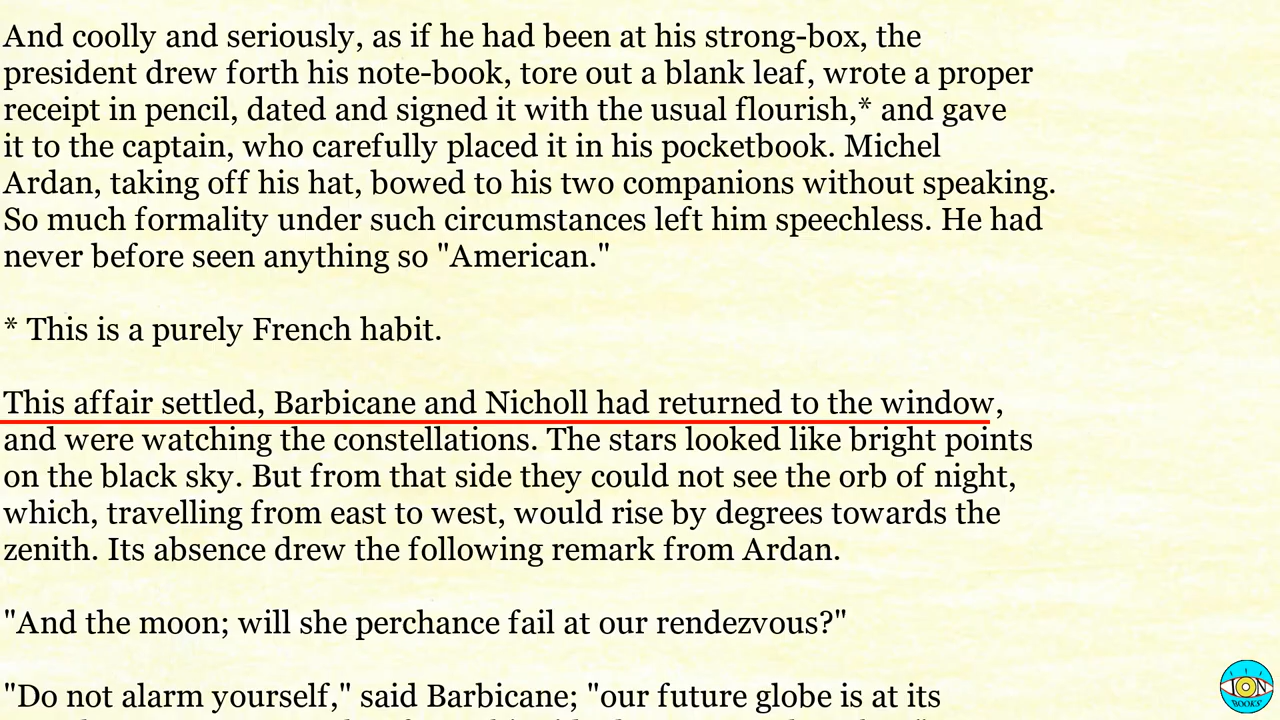 And coolly and seriously, as if he had been at his strong-box, the
president drew forth his note-book, tore out a blank leaf, wrote a proper
receipt in pencil, dated and signed it with the usual flourish,* and gave
it to the captain, who carefully placed it in his pocketbook. Michel
Ardan, taking off his hat, bowed to his two companions without speaking.
So much formality under such circumstances left him speechless. He had
never before seen anything so "American."
* This is a purely French habit.
This affair settled, Barbicane and Nicholl had returned to the window,
and were watching the constellations. The stars looked like bright points
on the black sky. But from that side they could not see the orb of night,
which, travelling from east to west, would rise by degrees towards the
zenith. Its absence drew the following remark from Ardan.
"And the moon; will she perchance fail at our rendezvous?"
"Do not alarm yourself," said Barbicane; "our future globe is at its
ION
BOOKS